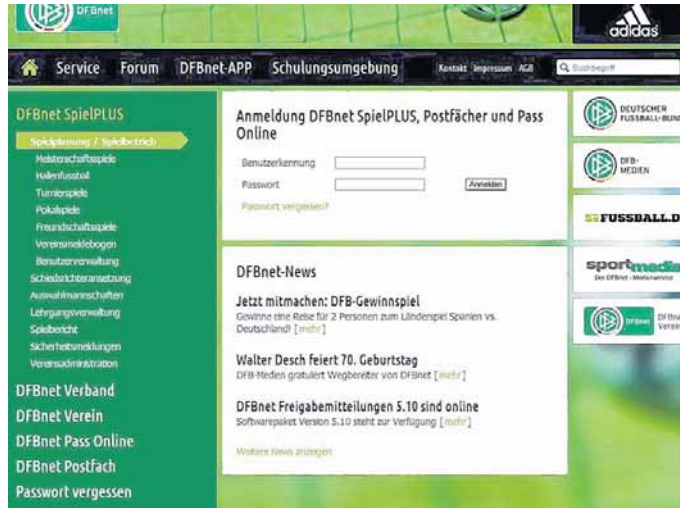 DFBnet
adidas
Service Forum DFBnet-APP Schulungsumgebung Kontakt Impressum AGB Suchbegriff
DFBnet SpielPLUS
Spielplanung / Spielbetrieb
Meisterschaftsspiele
Hallenfussball
Turnierspiele
Pokalspiele
Freundschaftsspiele
Vereinsmeldebogen
Benutzerverwaltung
Schiedsrichteransetzung
Auswahlmannschaften
Lehrgangsverwaltung
Spielbericht
Sicherheitsmeldungen
Vereinsadministration
DFBnet Verband
DFBnet Verein
DFBnet Pass Online
DFBnet Postfach
Passwort vergessen
Anmeldung DFBnet SpielPLUS, Postfächer und Pass
Online
Benutzerkennung
Passwort Anmelden
Passwort vergessen?
DFBnet-News
Jetzt mitmachen: DFB-Gewinnspiel
Gewinne eine Reise für 2 Personen zum Länderspiel Spanien vs.
Deutschland! [mehr]
Walter Desch feiert 70. Geburtstag
DFB-Medien gratuliert Wegbereiter von DFBnet [mehr]
DFBnet Freigabemitteilungen 5.10 sind online
Softwarepaket Version 5.10 steht zur Verfügung [mehr]
Weitere News anzeigen
DEUTSCHER
FUSSBALL-BUN
DFB-
MEDIEN
FUSSBALL.D
sportmedia
Der DFBnet - Medienservice
DFBnet
Verein